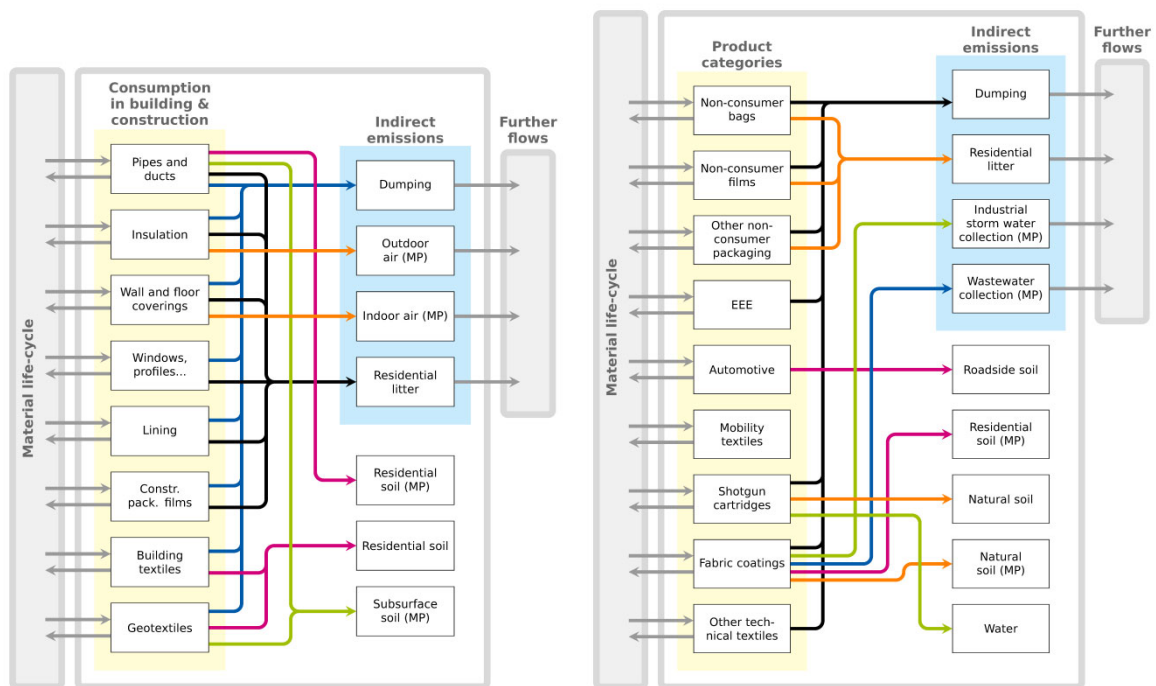 Material life-cycle
Consumption
in building &
construction
Pipes and
ducts
Insulation
Wall and floor
coverings
Windows,
profiles...
Lining
Constr.
pack. films
Building
textiles
Geotextiles
Indirect
emissions
Dumping
Outdoor
air (MP)
Indoor air (MP)
Residential
litter
Residential
soil (MP)
Residential soil
Subsurface
soil (MP)
Further
flows
Material life-cycle
Product
categories
Non-consumer
bags
Non-consumer
films
Other non-
consumer
packaging
EEE
Automotive
Mobility
textiles
Shotgun
cartridges
Fabric coatings
Other tech-
nical textiles
Indirect
emissions
Dumping
Residential
litter
Industrial
storm water
collection (MP)
Wastewater
collection (MP)
Roadside soil
Residential
soil (MP)
Natural soil
Natural
soil (MP)
Water
Further
flows